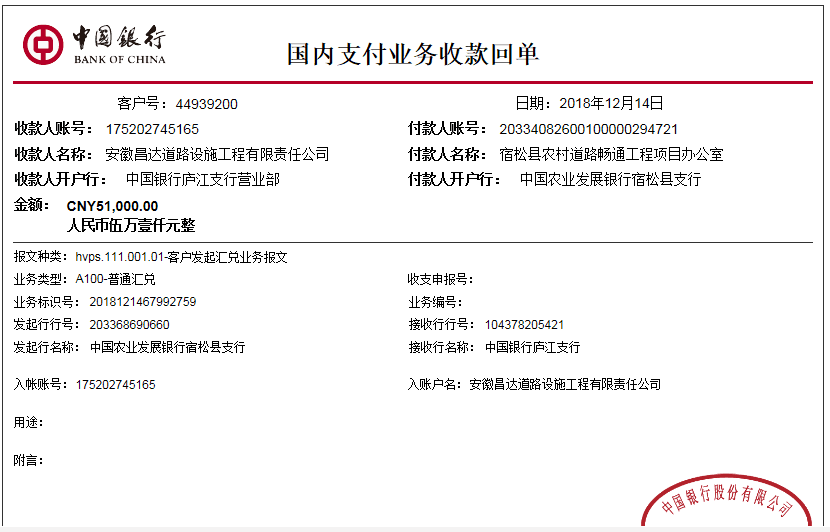 中国银行
BANK OF CHINA
国内支付业务收款回单
客户号：44939200 日期：2018年12月14日
收款人账号：175202745165 付款人账号：20334082600100000294721
收款人名称：安徽昌达道路设施工程有限责任公司 付款人名称：宿松县农村道路畅通工程项目办公室
收款人开户行：中国银行庐江支行营业部 付款人开户行：中国农业发展银行宿松县支行
金额：CNY51,000.00
人民币伍万壹仟元整
报文种类：hvps.111.001.01-客户发起汇兑业务报文
业务类型：A100-普通汇兑 收支申报号：
业务标识号：2018121467992759 业务编号：
发起行行号：203368690660 接收行行号：104378205421
发起行名称：中国农业发展银行宿松县支行 接收行名称：中国银行庐江支行
入帐账号：175202745165 入账户名：安徽昌达道路设施工程有限责任公司
用途：
附言：
中国银行股份有限公司